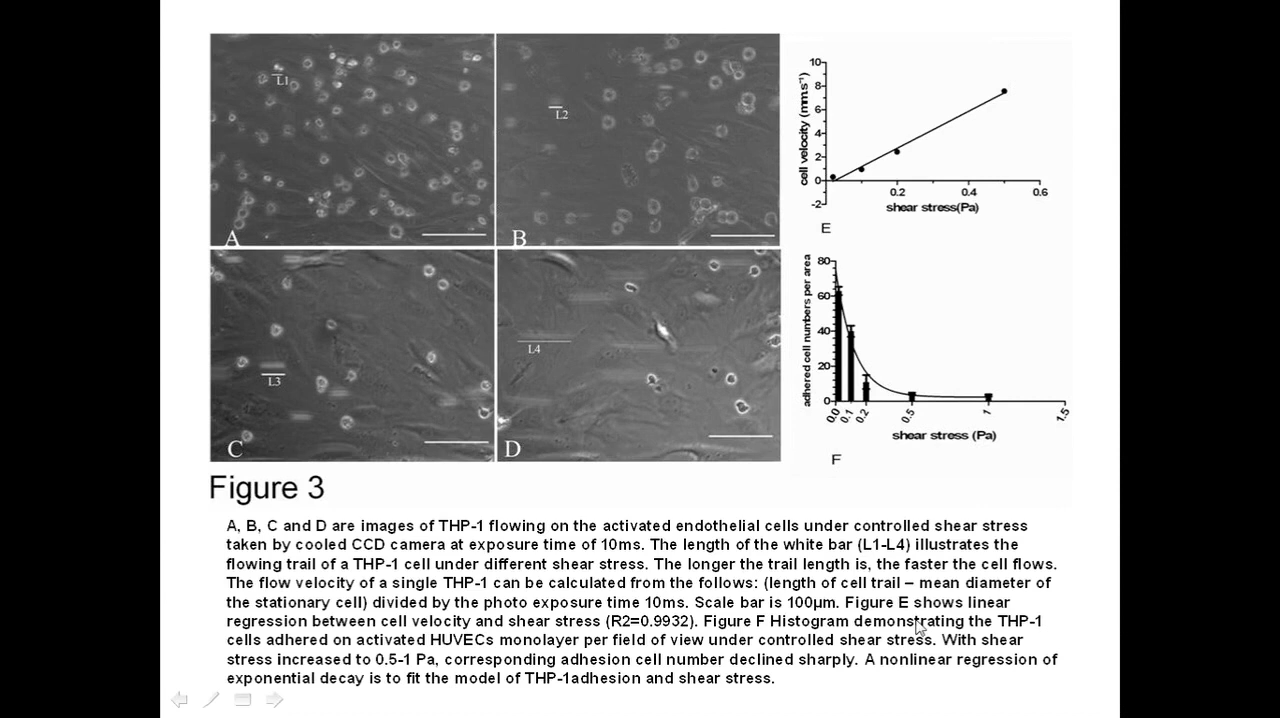 L1
A
L2
B
L3
C
L4
D
cell velocity (mm.s⁻¹)
10
8
6
4
2
0
-2
0.2
0.4
0.6
shear stress(Pa)
E
adhered cell numbers per area
80
60
40
20
0
0.0
0.1
0.2
0.5
1
1.5
shear stress (Pa)
F
Figure 3
A, B, C and D are images of THP-1 flowing on the activated endothelial cells under controlled shear stress
taken by cooled CCD camera at exposure time of 10ms. The length of the white bar (L1-L4) illustrates the
flowing trail of a THP-1 cell under different shear stress. The longer the trail length is, the faster the cell flows.
The flow velocity of a single THP-1 can be calculated from the follows: (length of cell trail – mean diameter of
the stationary cell) divided by the photo exposure time 10ms. Scale bar is 100μm. Figure E shows linear
regression between cell velocity and shear stress (R2=0.9932). Figure F Histogram demonstrating the THP-1
cells adhered on activated HUVECs monolayer per field of view under controlled shear stress. With shear
stress increased to 0.5-1 Pa, corresponding adhesion cell number declined sharply. A nonlinear regression of
exponential decay is to fit the model of THP-1adhesion and shear stress.